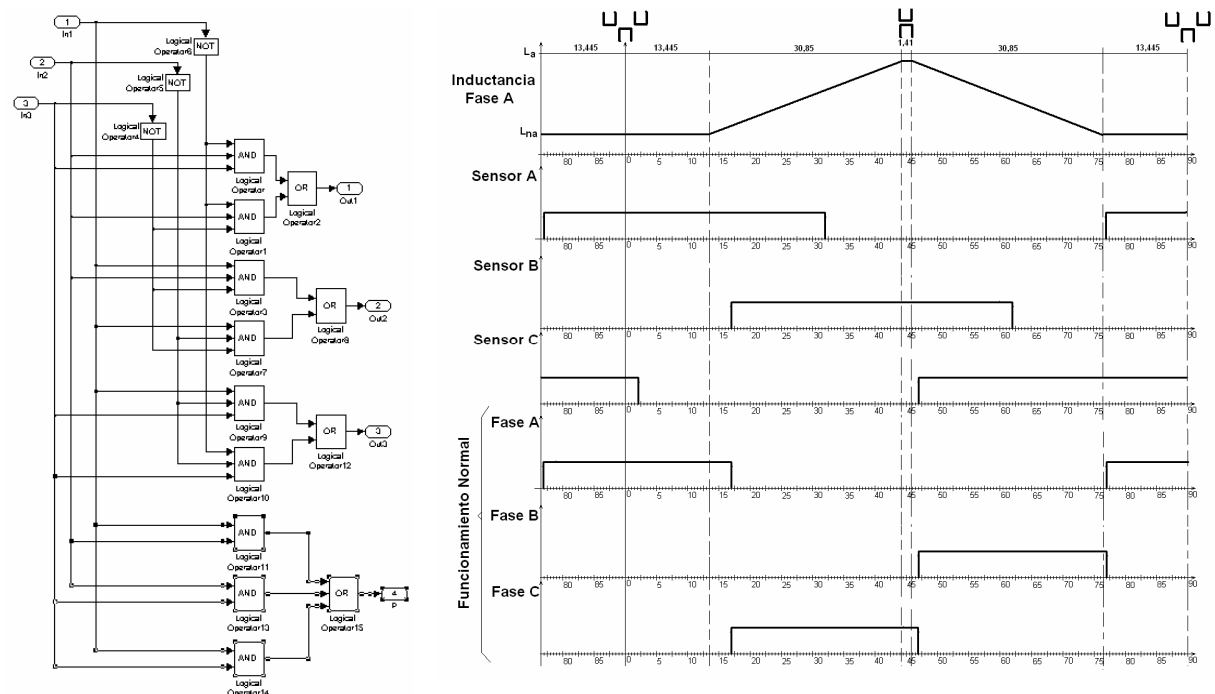 1
In1
2
In2
3
In3
Logical
Operator6
NOT
Logical
Operator5
NOT
Logical
Operator4
NOT
AND
Logical
Operator
AND
Logical
Operator1
OR
Logical
Operator2
1
Out1
AND
Logical
Operator3
AND
Logical
Operator7
OR
Logical
Operator8
2
Out2
AND
Logical
Operator9
AND
Logical
Operator10
OR
Logical
Operator12
3
Out3
AND
Logical
Operator11
AND
Logical
Operator13
AND
Logical
Operator14
OR
Logical
Operator15
4
P
13,445 13,445 30,85 1,41 30,85 13,445
La
Inductancia
Fase A
Lna
80 85 0 5 10 15 20 25 30 35 40 45 50 55 60 65 70 75 80 85 90
Sensor A
80 85 0 5 10 15 20 25 30 35 40 45 50 55 60 65 70 75 80 85 90
Sensor B
80 85 0 5 10 15 20 25 30 35 40 45 50 55 60 65 70 75 80 85 90
Sensor C
80 85 0 5 10 15 20 25 30 35 40 45 50 55 60 65 70 75 80 85 90
Funcionamiento Normal
Fase A
80 85 0 5 10 15 20 25 30 35 40 45 50 55 60 65 70 75 80 85 90
Fase B
80 85 0 5 10 15 20 25 30 35 40 45 50 55 60 65 70 75 80 85 90
Fase C
80 85 0 5 10 15 20 25 30 35 40 45 50 55 60 65 70 75 80 85 90